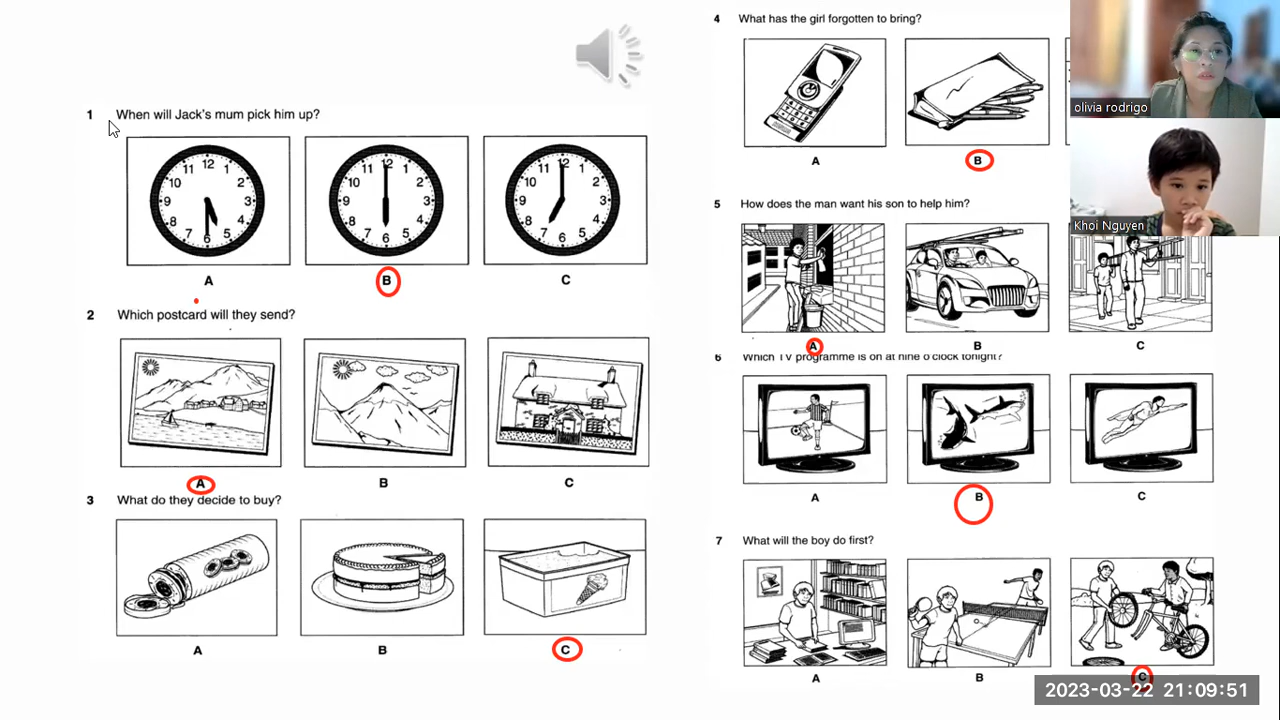 1 When will Jack's mum pick him up?
A B C
2 Which postcard will they send?
A B C
3 What do they decide to buy?
A B C
4 What has the girl forgotten to bring?
A B
5 How does the man want his son to help him?
A B C
6 Which TV programme is on at nine o'clock tonight?
A B C
7 What will the boy do first?
A B C
olivia rodrigo
Khoi Nguyen
2023-03-22 21:09:51